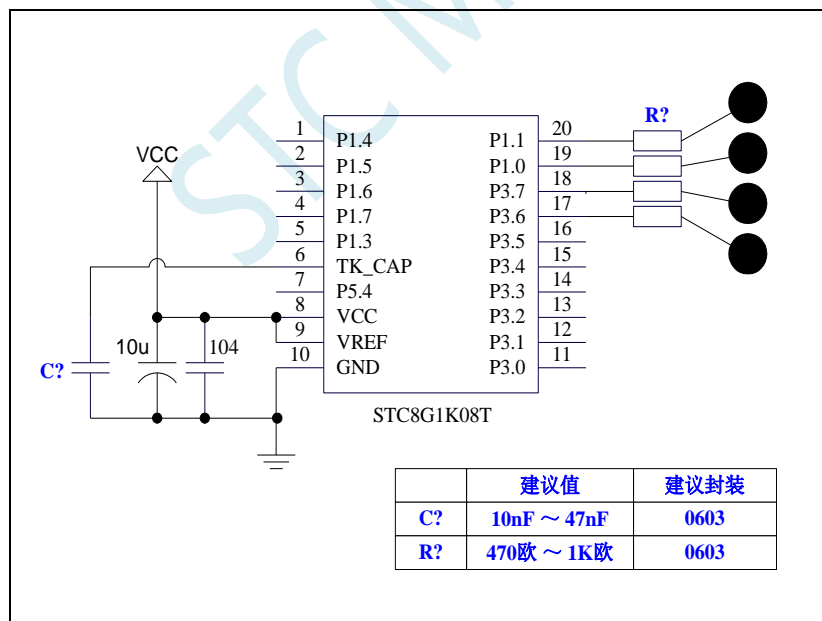 STC M
R?
VCC
1 P1.4 P1.1 20
2 P1.5 P1.0 19
3 P1.6 P3.7 18
4 P1.7 P3.6 17
5 P1.3 P3.5 16
6 TK_CAP P3.4 15
7 P5.4 P3.3 14
8 VCC P3.2 13
9 VREF P3.1 12
10 GND P3.0 11
C? 10u 104
STC8G1K08T
建议值 建议封装
C? 10nF ～ 47nF 0603
R? 470欧 ～ 1K欧 0603